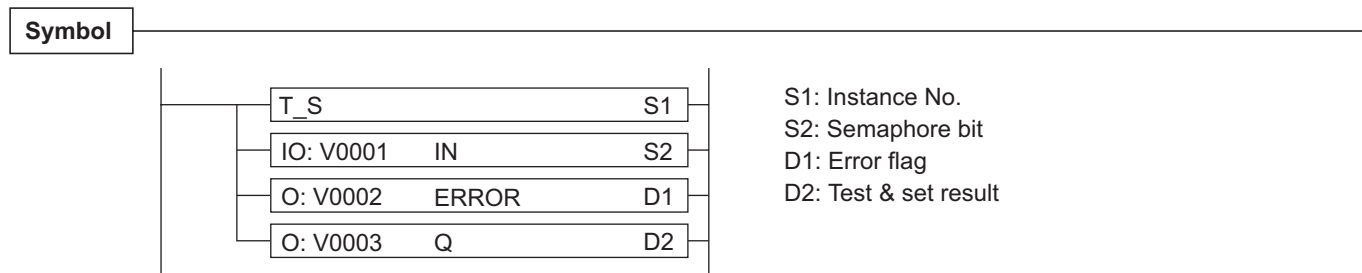 Symbol
T_S S1
IO: V0001 IN S2
O: V0002 ERROR D1
O: V0003 Q D2
S1: Instance No.
S2: Semaphore bit
D1: Error flag
D2: Test & set result